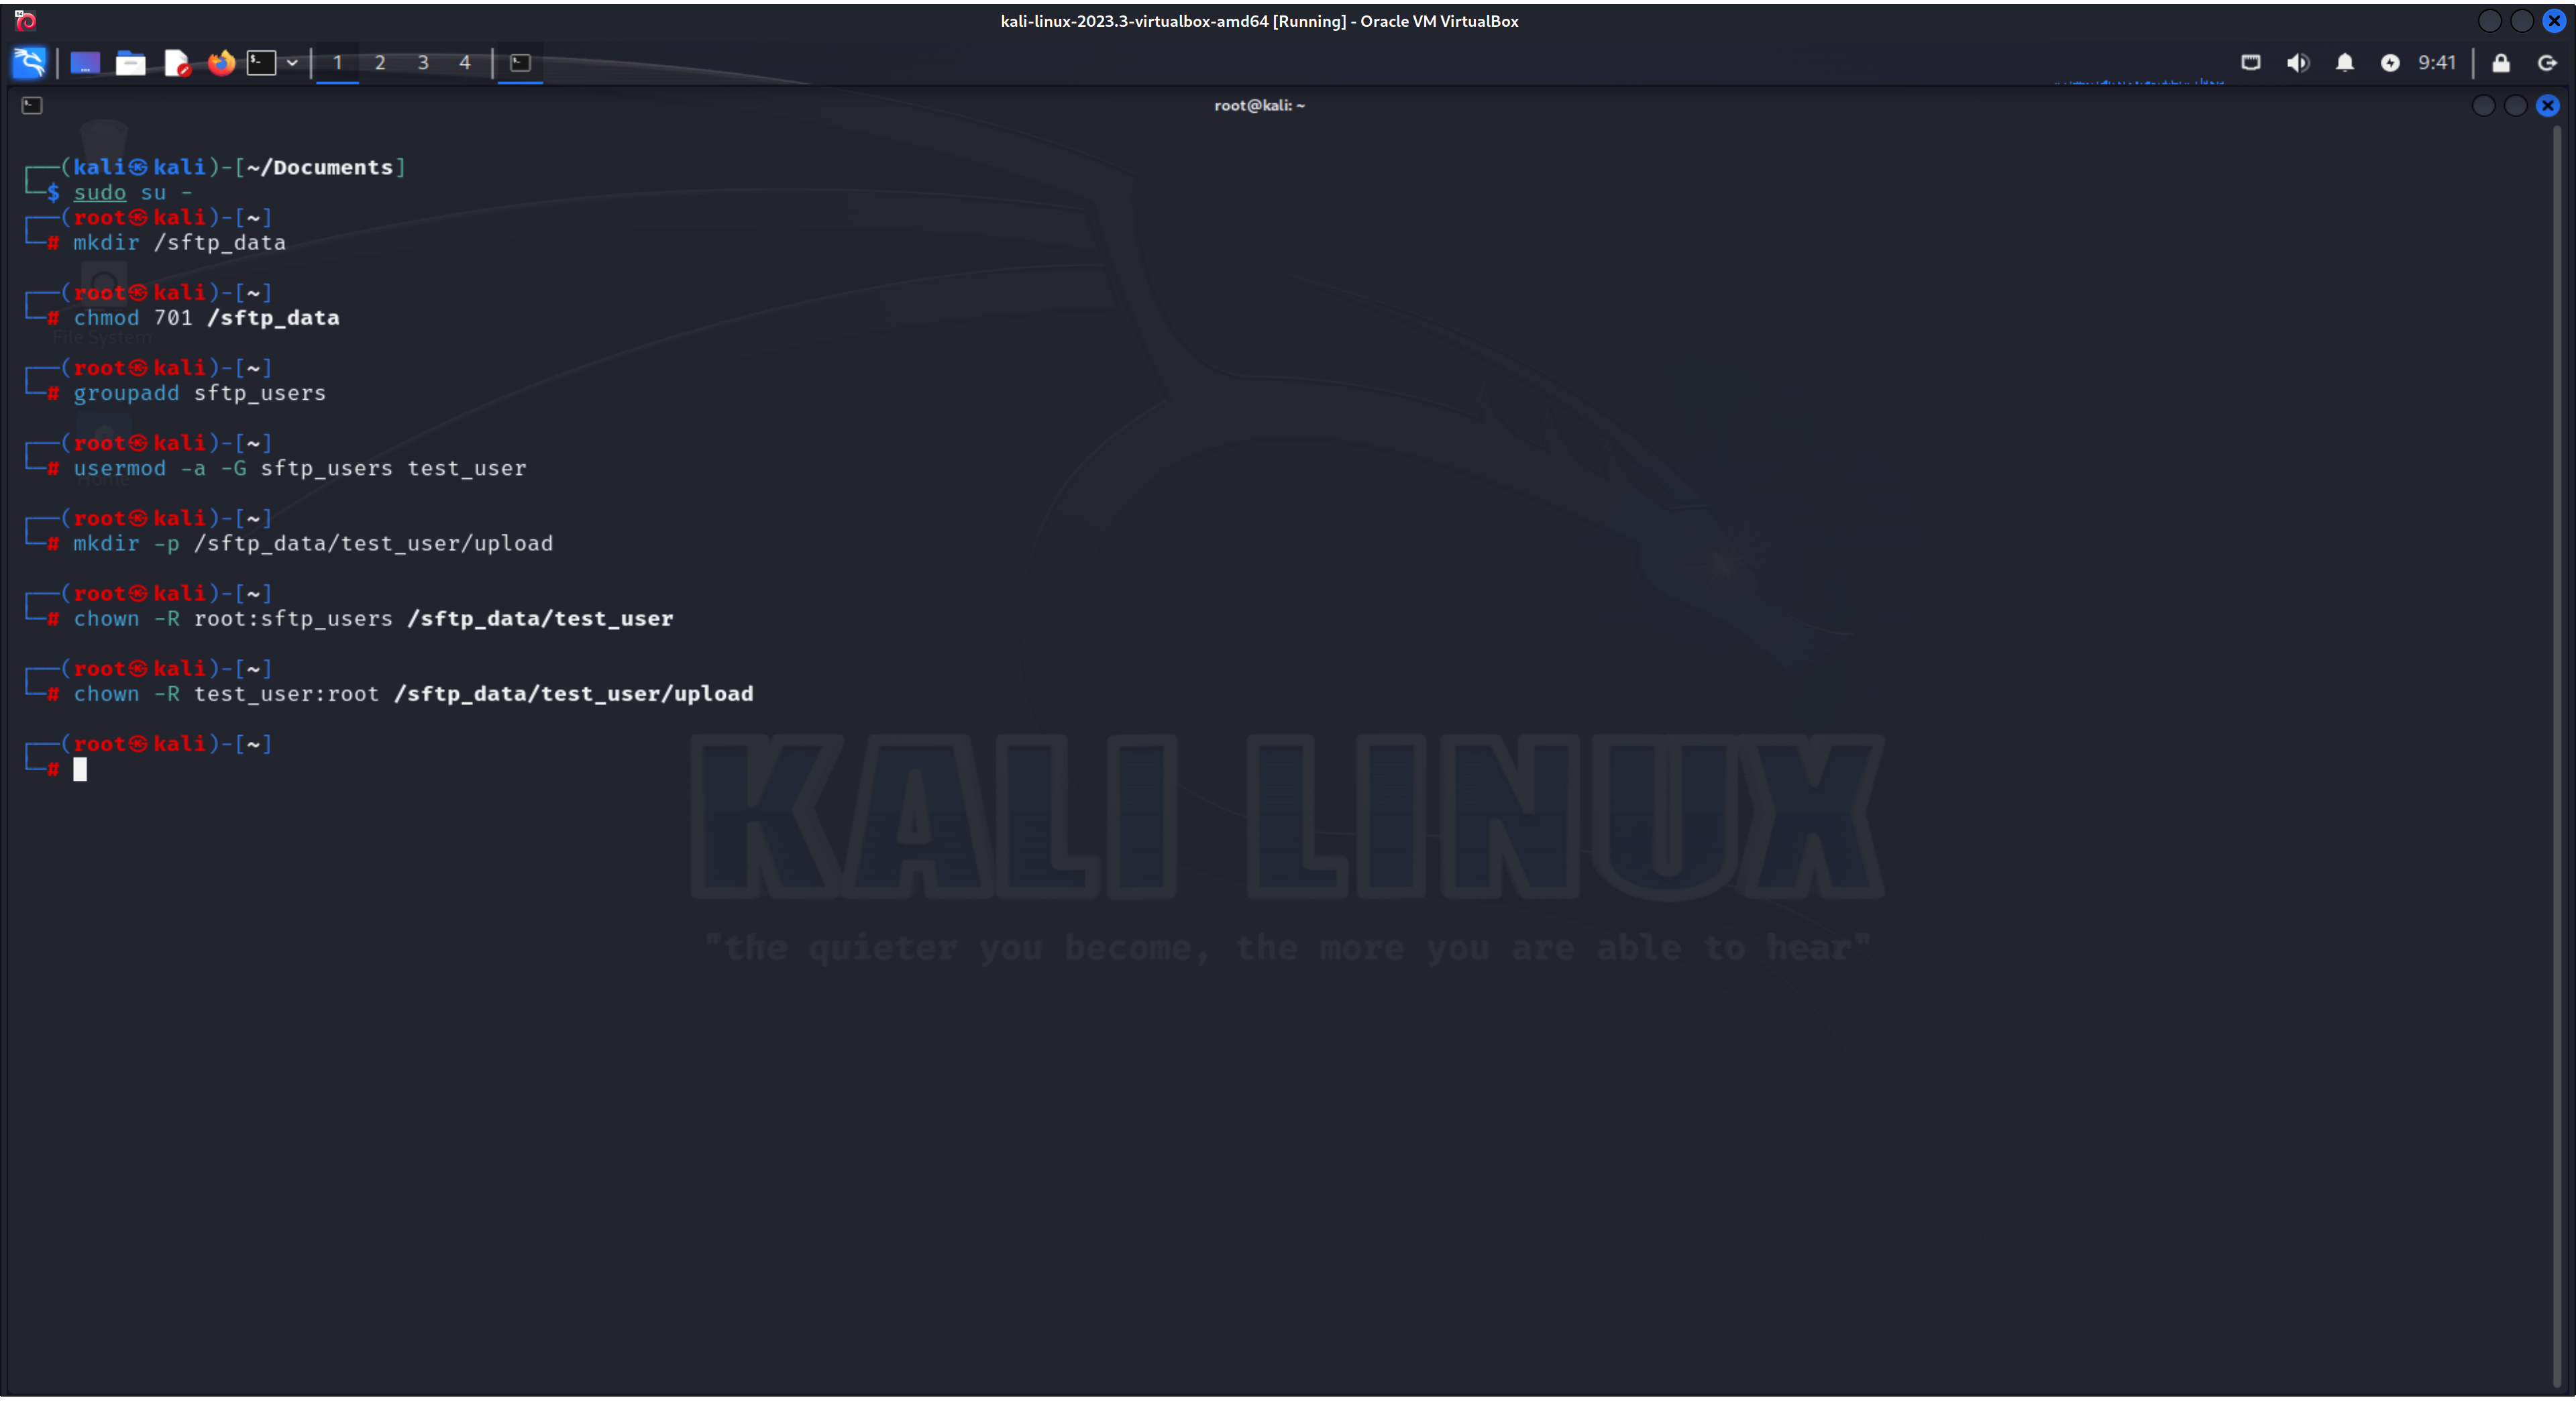 kali-linux-2023.3-virtualbox-amd64 [Running] - Oracle VM VirtualBox
1 2 3 4 9:41
root@kali: ~
┌──(kali㉿kali)-[~/Documents]
└─$ sudo su -
┌──(root㉿kali)-[~]
└─# mkdir /sftp_data
┌──(root㉿kali)-[~]
└─# chmod 701 /sftp_data
File System
┌──(root㉿kali)-[~]
└─# groupadd sftp_users
┌──(root㉿kali)-[~]
└─# usermod -a -G sftp_users test_user
Home
┌──(root㉿kali)-[~]
└─# mkdir -p /sftp_data/test_user/upload
┌──(root㉿kali)-[~]
└─# chown -R root:sftp_users /sftp_data/test_user
┌──(root㉿kali)-[~]
└─# chown -R test_user:root /sftp_data/test_user/upload
┌──(root㉿kali)-[~]
└─#
KALI LINUX
"the quieter you become, the more you are able to hear"